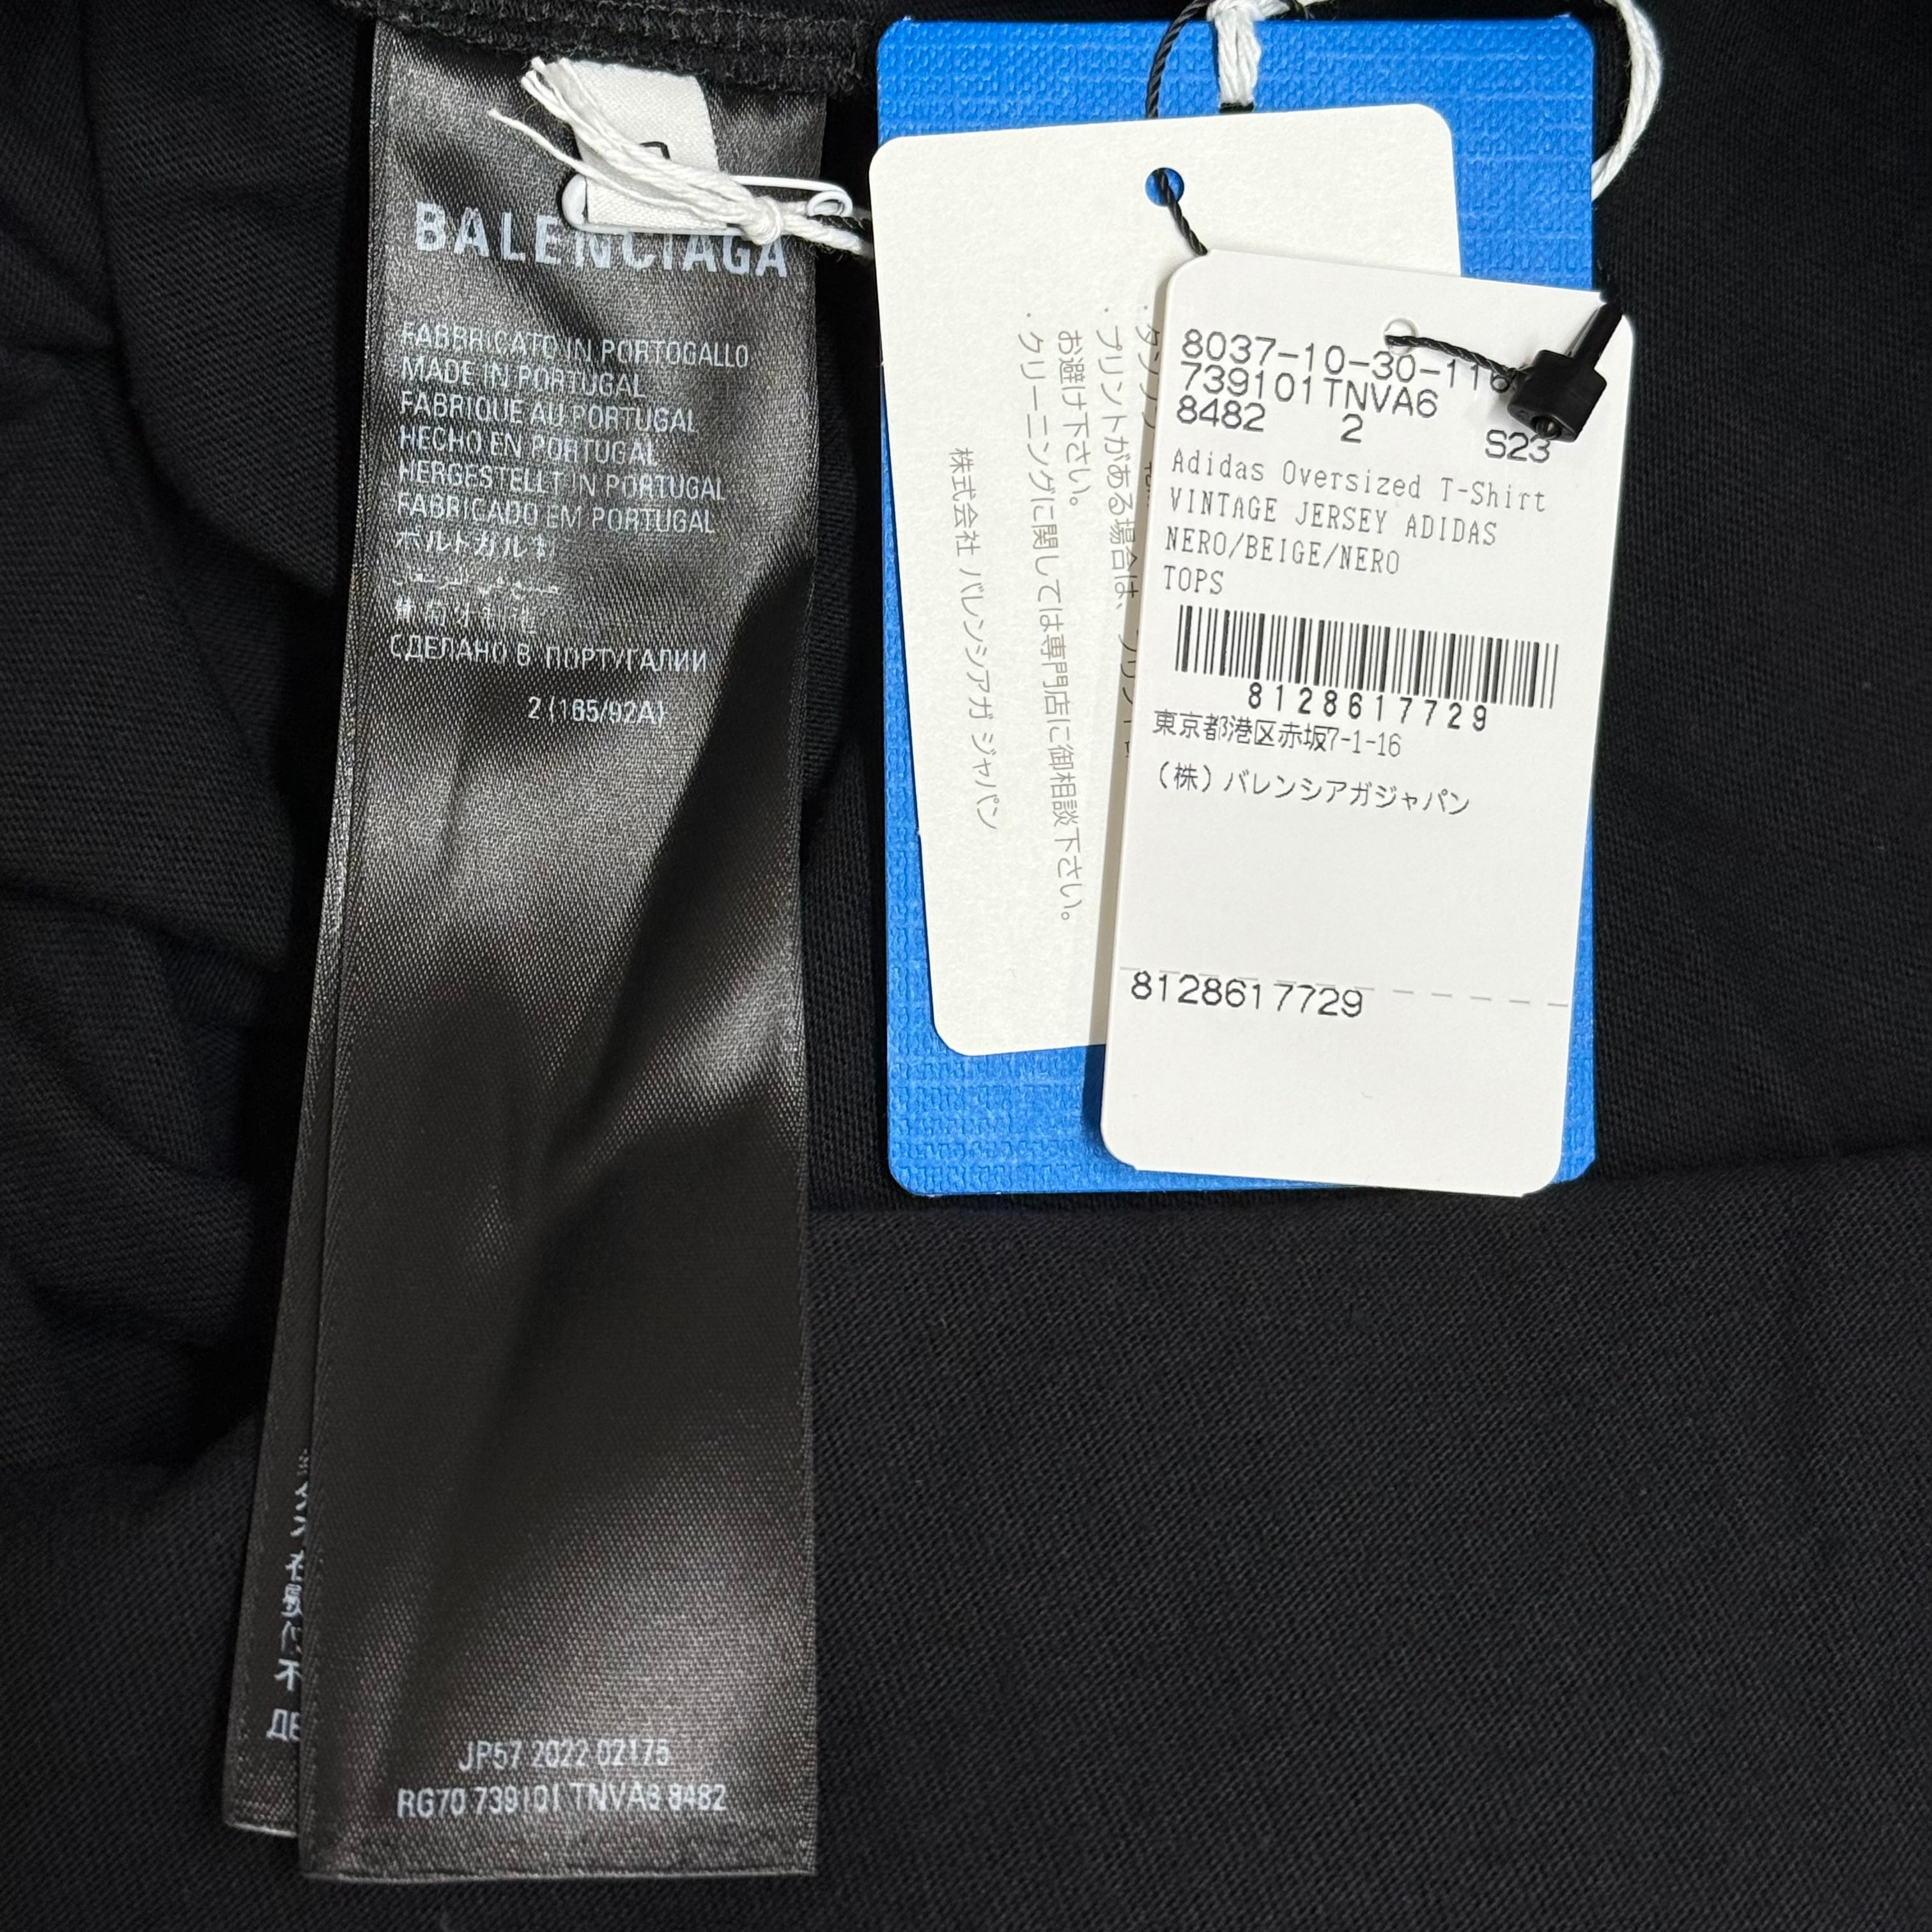 BALENCIAGA
FABBRICATO IN PORTOGALLO
MADE IN PORTUGAL
FABRIQUE AU PORTUGAL
HECHO EN PORTUGAL
HERGESTELLT IN PORTUGAL
FABRICADO EM PORTUGAL
ポルトガル製
СДЕЛАНО В ПОРТУГАЛИИ
2 (165/92A)
不
ДЕ
JP57 2022 02175
RG70 739101 TNVA6 8482
・プリントがある場合は、
お避け下さい。
・クリーニングに関しては専門店に御相談下さい。
株式会社 バレンシアガ ジャパン
8037-10-30-116
739101TNVA6
8482 2 S23
Adidas Oversized T-Shirt
VINTAGE JERSEY ADIDAS
NERO/BEIGE/NERO
TOPS
8128617729
東京都港区赤坂7-1-16
(株)バレンシアガジャパン
8128617729